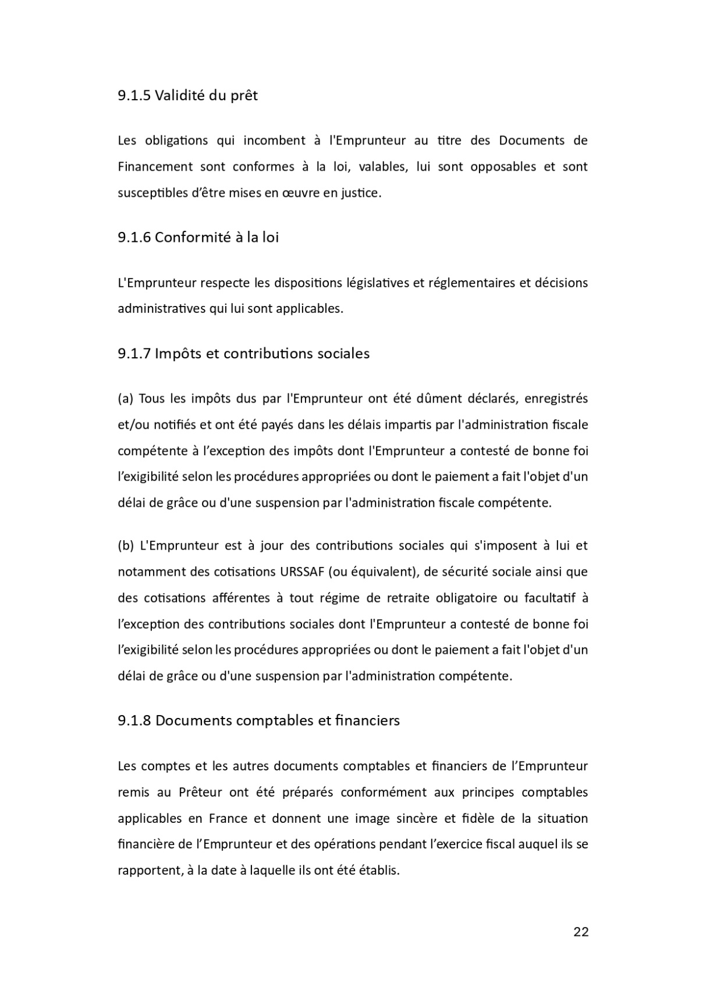 9.1.5 Validité du prêt
Les obligations qui incombent à l'Emprunteur au titre des Documents de
Financement sont conformes à la loi, valables, lui sont opposables et sont
susceptibles d’être mises en œuvre en justice.
9.1.6 Conformité à la loi
L'Emprunteur respecte les dispositions législatives et réglementaires et décisions
administratives qui lui sont applicables.
9.1.7 Impôts et contributions sociales
(a) Tous les impôts dus par l'Emprunteur ont été dûment déclarés, enregistrés
et/ou notifiés et ont été payés dans les délais impartis par l'administration fiscale
compétente à l’exception des impôts dont l'Emprunteur a contesté de bonne foi
l’exigibilité selon les procédures appropriées ou dont le paiement a fait l'objet d'un
délai de grâce ou d'une suspension par l'administration fiscale compétente.
(b) L'Emprunteur est à jour des contributions sociales qui s'imposent à lui et
notamment des cotisations URSSAF (ou équivalent), de sécurité sociale ainsi que
des cotisations afférentes à tout régime de retraite obligatoire ou facultatif à
l’exception des contributions sociales dont l'Emprunteur a contesté de bonne foi
l’exigibilité selon les procédures appropriées ou dont le paiement a fait l'objet d'un
délai de grâce ou d'une suspension par l'administration compétente.
9.1.8 Documents comptables et financiers
Les comptes et les autres documents comptables et financiers de l’Emprunteur
remis au Prêteur ont été préparés conformément aux principes comptables
applicables en France et donnent une image sincère et fidèle de la situation
financière de l’Emprunteur et des opérations pendant l’exercice fiscal auquel ils se
rapportent, à la date à laquelle ils ont été établis.
22